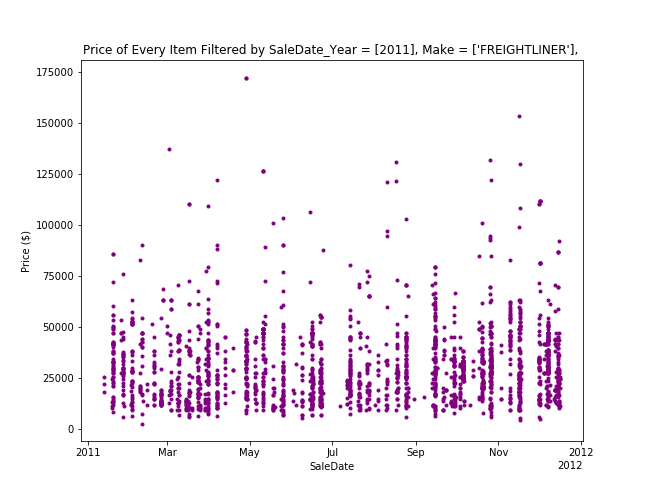 Price of Every Item Filtered by SaleDate_Year = [2011], Make = ['FREIGHTLINER'],
175000
150000
125000
100000
75000
50000
25000
0
Price ($)
2011 Mar May Jul Sep Nov 2012
SaleDate
2012